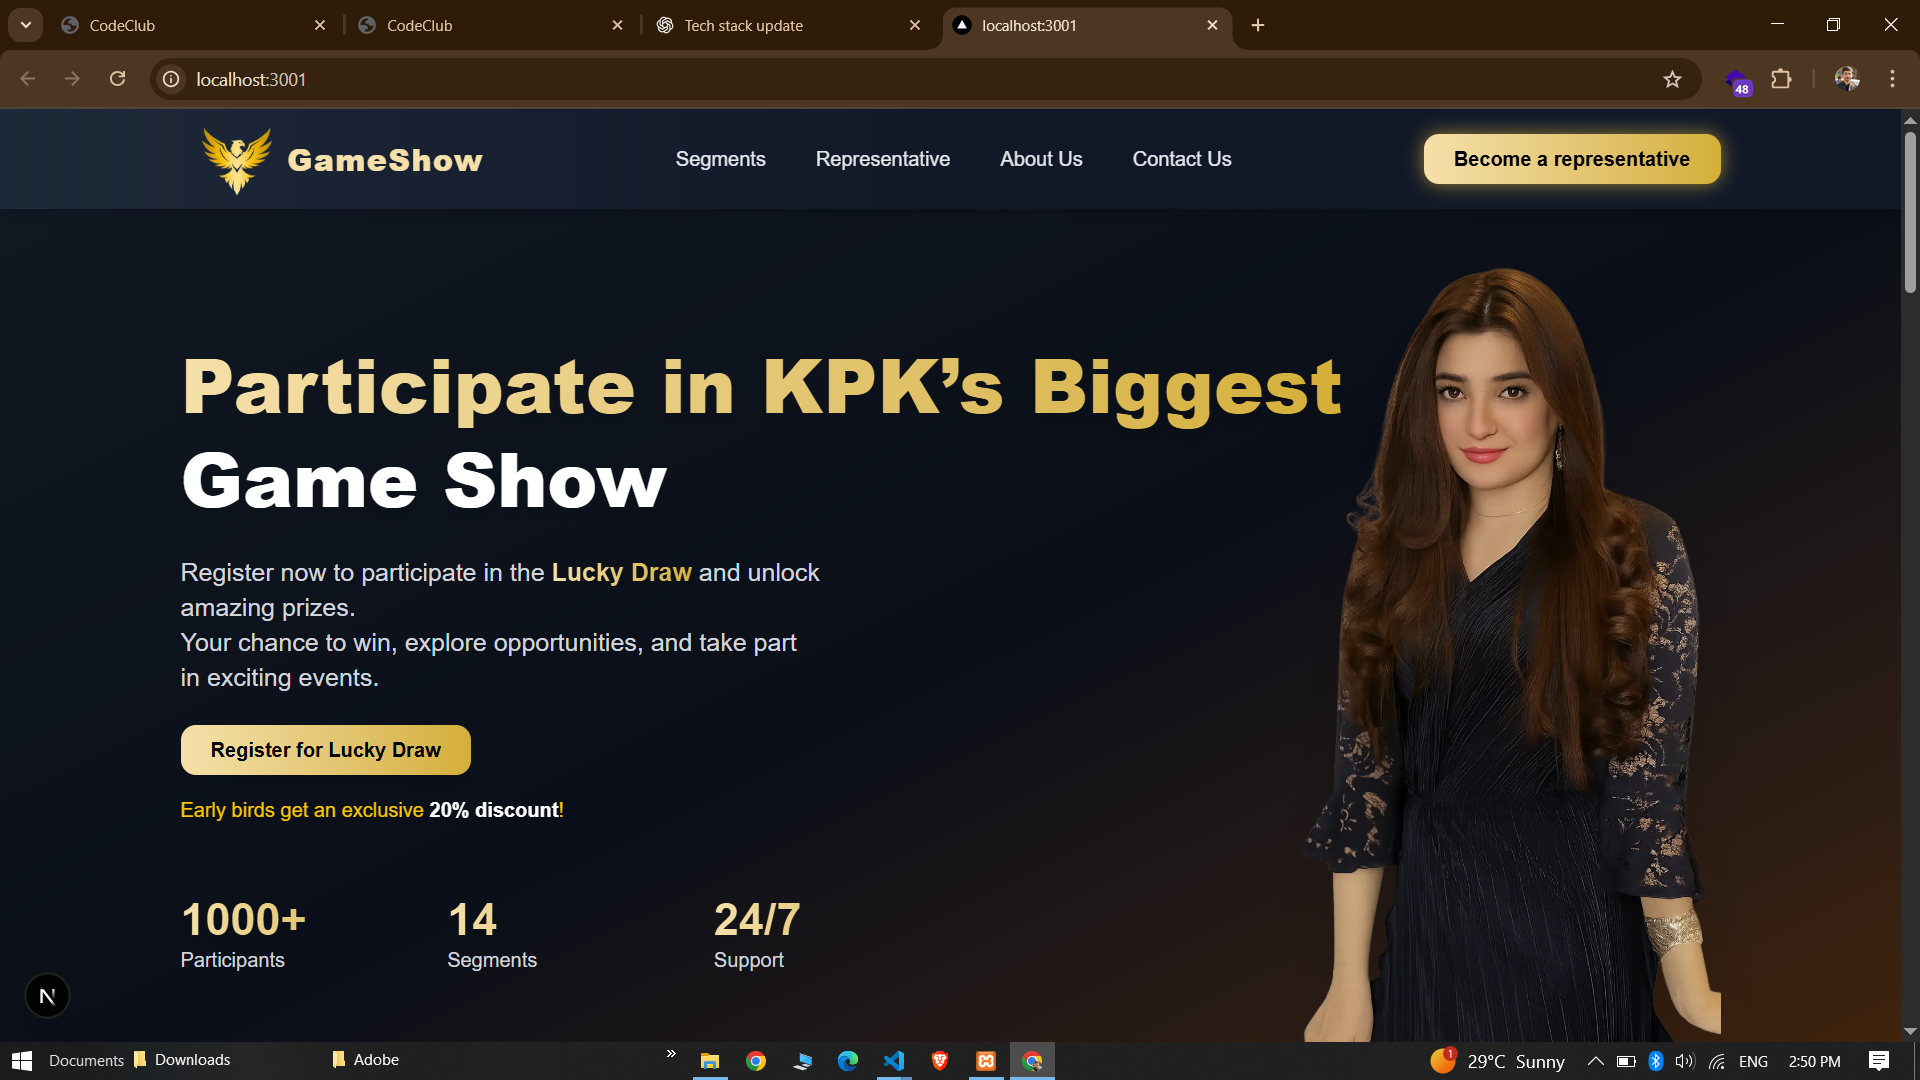 CodeClub
CodeClub
Tech stack update
localhost:3001
localhost:3001
48
GameShow
Segments
Representative
About Us
Contact Us
Become a representative
Participate in KPK’s Biggest
Game Show
Register now to participate in the Lucky Draw and unlock
amazing prizes.
Your chance to win, explore opportunities, and take part
in exciting events.
Register for Lucky Draw
Early birds get an exclusive 20% discount!
1000+
Participants
14
Segments
24/7
Support
N
Documents
Downloads
Adobe
»
1
29°C Sunny
ENG
2:50 PM